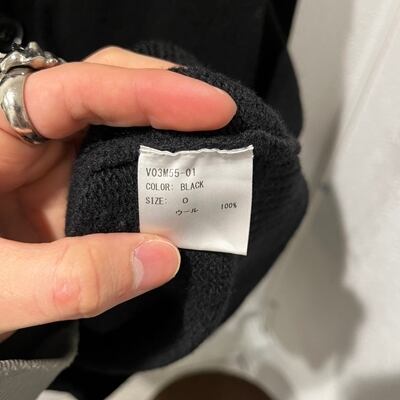 V03M55-01
COLOR: BLACK
SIZE: 0
ウール 100%